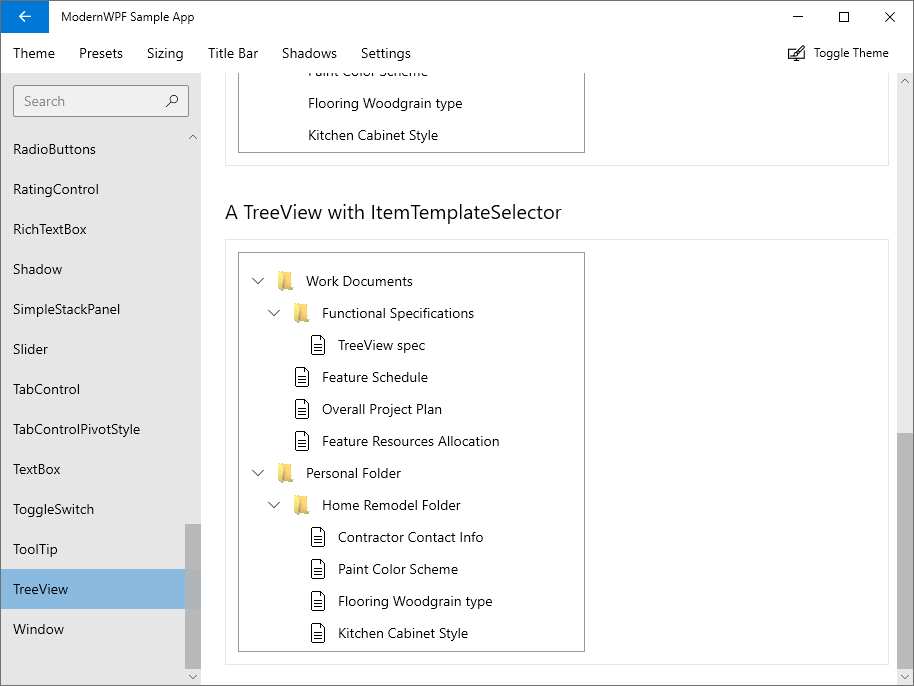 ModernWPF Sample App
Theme Presets Sizing Title Bar Shadows Settings Toggle Theme
Search
RadioButtons
RatingControl
RichTextBox
Shadow
SimpleStackPanel
Slider
TabControl
TabControlPivotStyle
TextBox
ToggleSwitch
ToolTip
TreeView
Window
Paint Color Scheme
Flooring Woodgrain type
Kitchen Cabinet Style
A TreeView with ItemTemplateSelector
Work Documents
Functional Specifications
TreeView spec
Feature Schedule
Overall Project Plan
Feature Resources Allocation
Personal Folder
Home Remodel Folder
Contractor Contact Info
Paint Color Scheme
Flooring Woodgrain type
Kitchen Cabinet Style